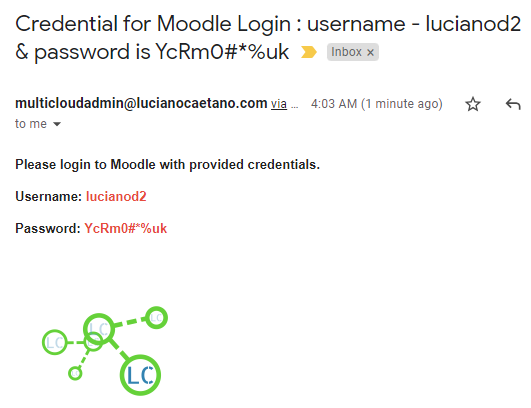 Credential for Moodle Login : username - lucianod2
& password is YcRm0#*%uk Inbox ×
multicloudadmin@lucianocaetano.com via ... 4:03 AM (1 minute ago)
to me
Please login to Moodle with provided credentials.
Username: lucianod2
Password: YcRm0#*%uk
LC
LC
LC
LC
LC